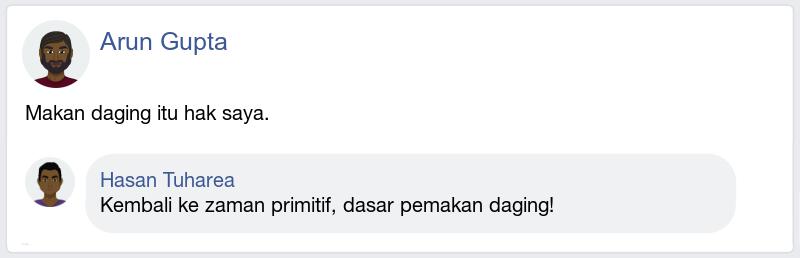 Arun Gupta
Makan daging itu hak saya.
Hasan Tuharea
Kembali ke zaman primitif, dasar pemakan daging!